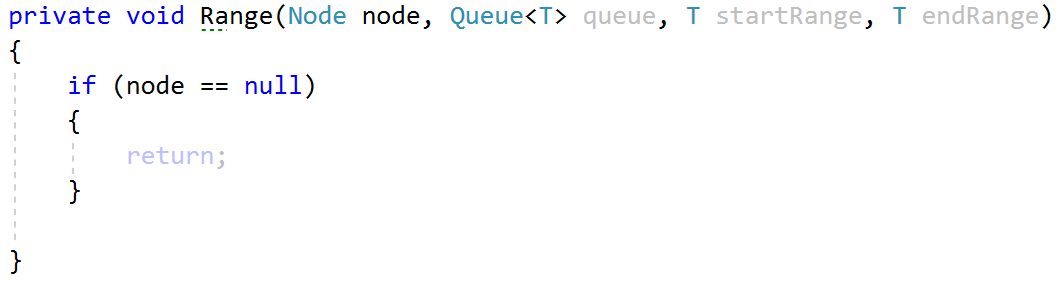 private void Range(Node node, Queue<T> queue, T startRange, T endRange)
{
    if (node == null)
    {
        return;
    }

}